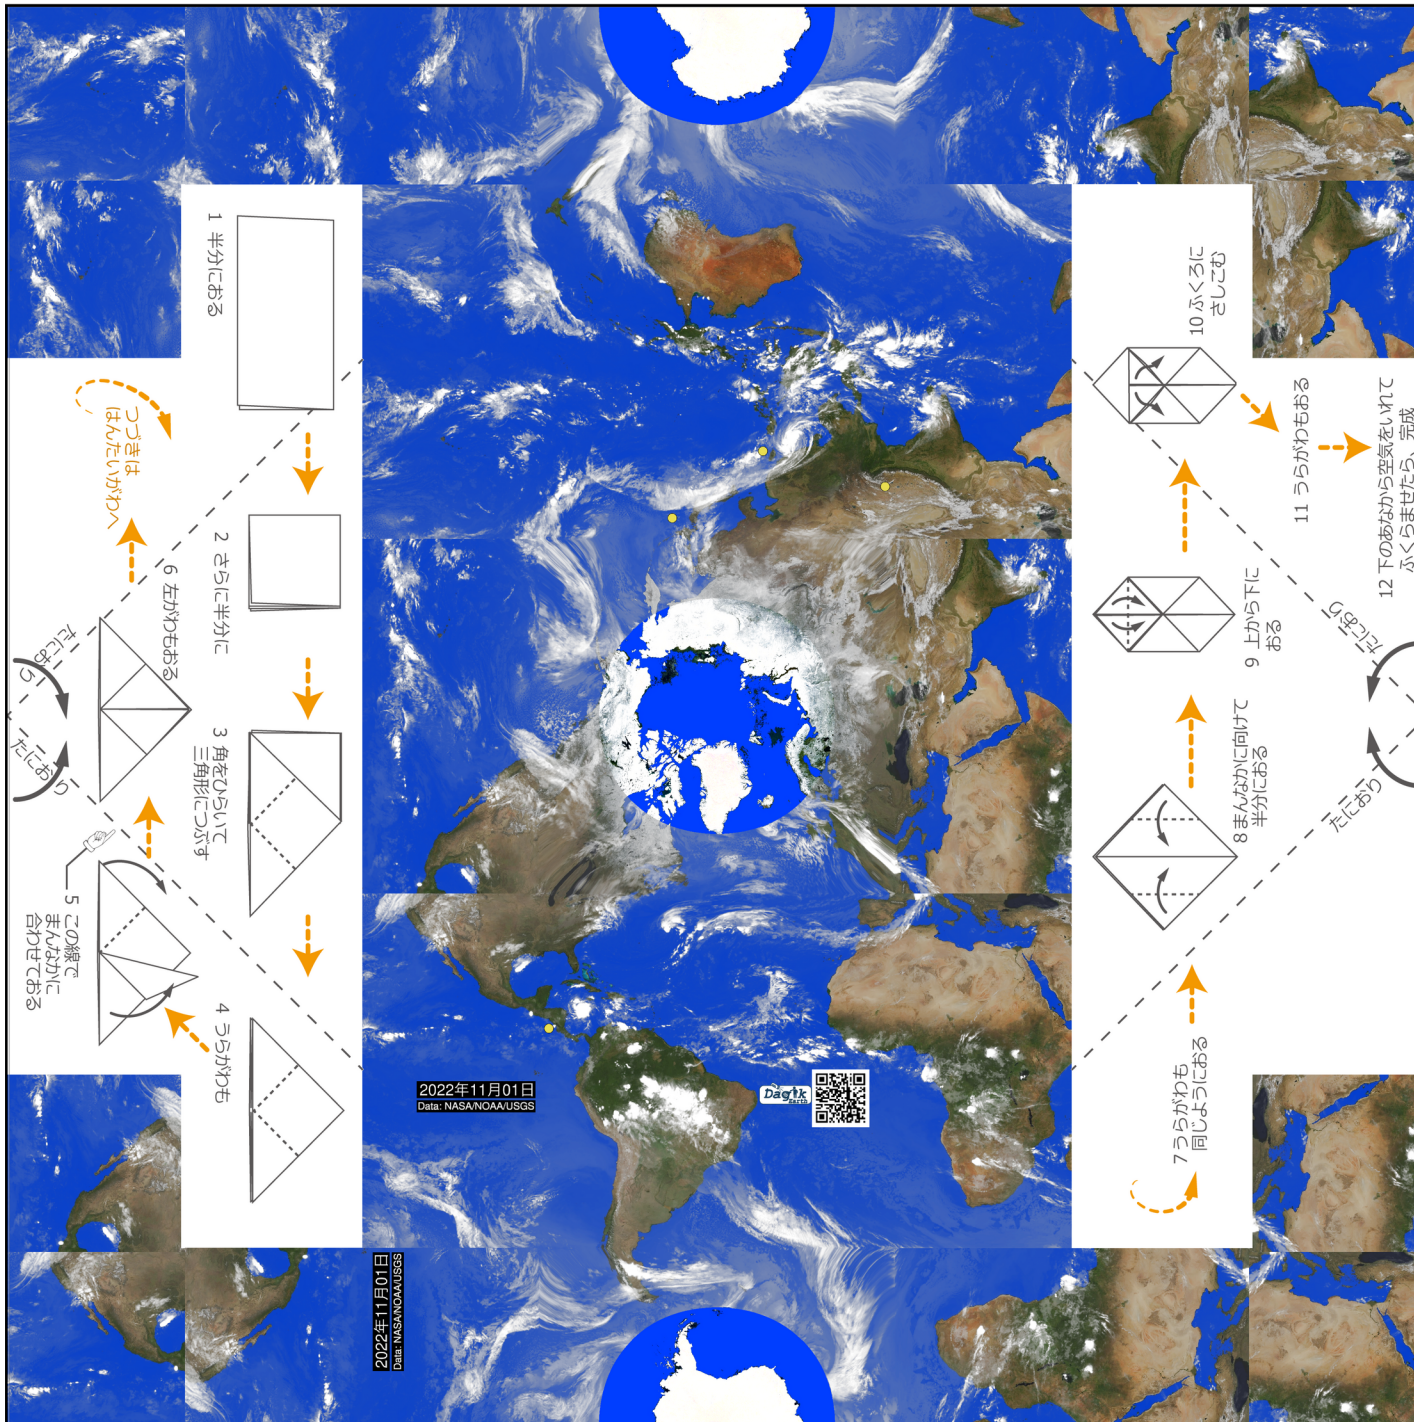 1 半分におる
2 さらに半分に
3 角をひらいて
三角形につぶす
4 うらがわも
5 この線で
まんなかに
合わせておる
6 左がわもおる
つづきは
はんたいがわへ
たにおり
たにおり
7 うらがわも
同じようにおる
8 まんなかに向けて
半分におる
9 上から下に
おる
10 ふくろに
さしこむ
11 うらがわもおる
12 下のあなから空気をいれて
ふくらませたら、完成
たにおり
たにおり
2022年11月01日
Data: NASA/NOAA/USGS
Dagik
Earth
2022年11月01日
Data: NASA/NOAA/USGS